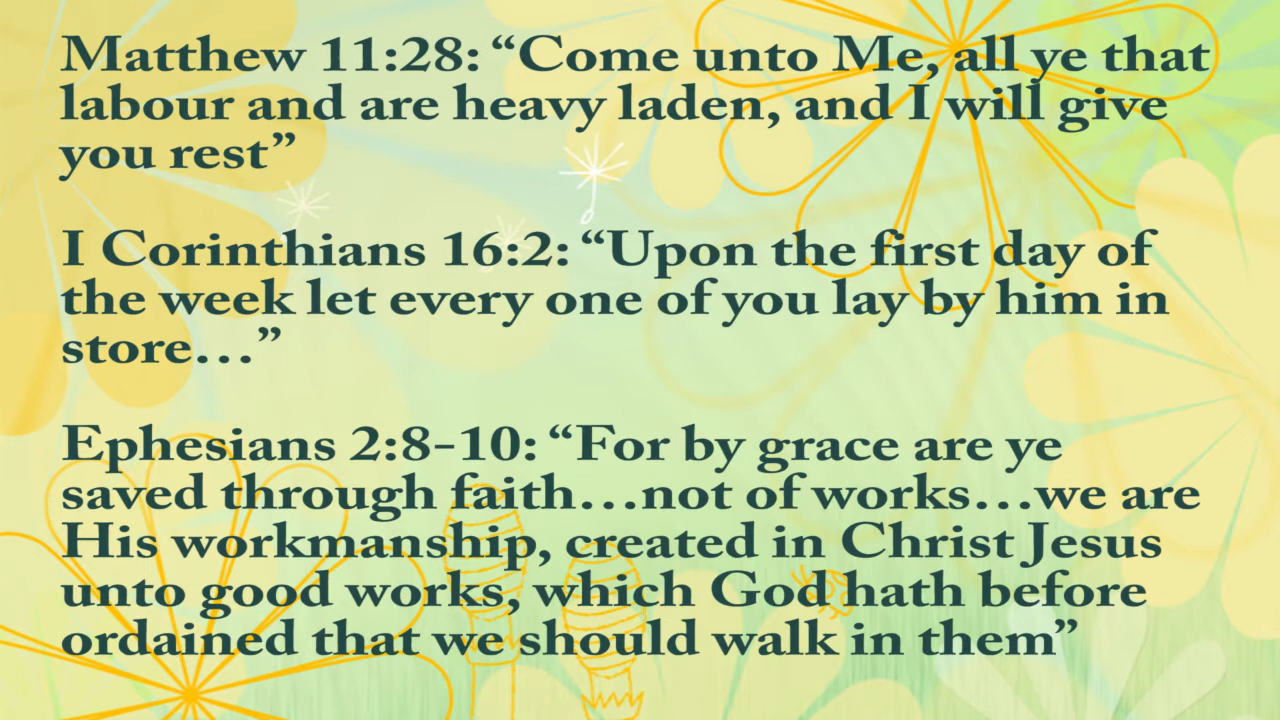 Matthew 11:28: “Come unto Me, all ye that
labour and are heavy laden, and I will give
you rest”
I Corinthians 16:2: “Upon the first day of
the week let every one of you lay by him in
store…”
Ephesians 2:8-10: “For by grace are ye
saved through faith…not of works…we are
His workmanship, created in Christ Jesus
unto good works, which God hath before
ordained that we should walk in them”